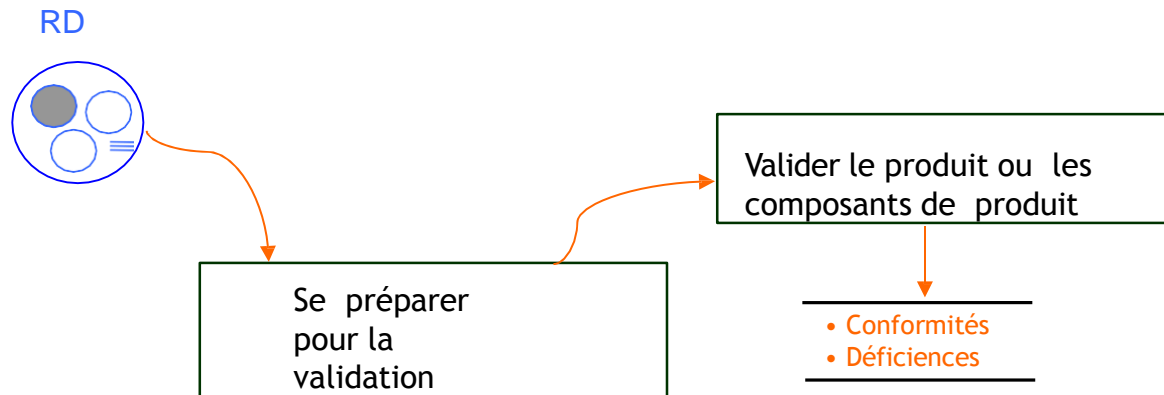 RD
Valider le produit ou les
composants de produit
Se préparer
pour la
validation
• Conformités
• Déficiences